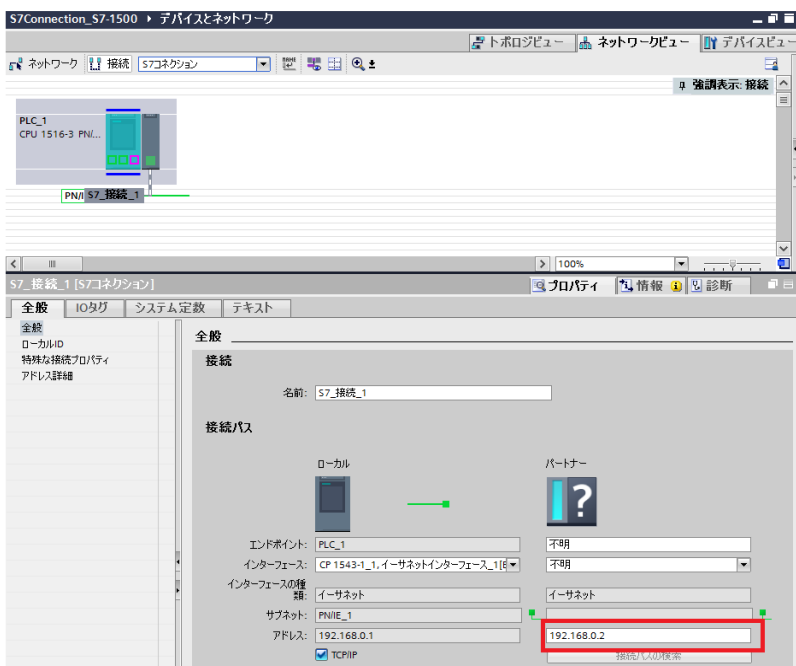 S7Connection_S7-1500 ▸ デバイスとネットワーク
トポロジビュー ネットワークビュー デバイスビュー
ネットワーク 接続 S7コネクション
強調表示: 接続
PLC_1
CPU 1516-3 PN/...
PN/I S7_接続_1
100%
S7_接続_1 [S7コネクション]
プロパティ 情報 診断
全般 IOタグ システム定数 テキスト
全般
ローカルID
特殊な接続プロパティ
アドレス詳細
全般
接続
名前: S7_接続_1
接続パス
ローカル パートナー
エンドポイント: PLC_1 不明
インターフェース: CP 1543-1_1, イーサネットインターフェース_1[E 不明
インターフェースの種
類: イーサネット イーサネット
サブネット: PN/IE_1
アドレス: 192.168.0.1 192.168.0.2
TCP/IP 接続パスの検索